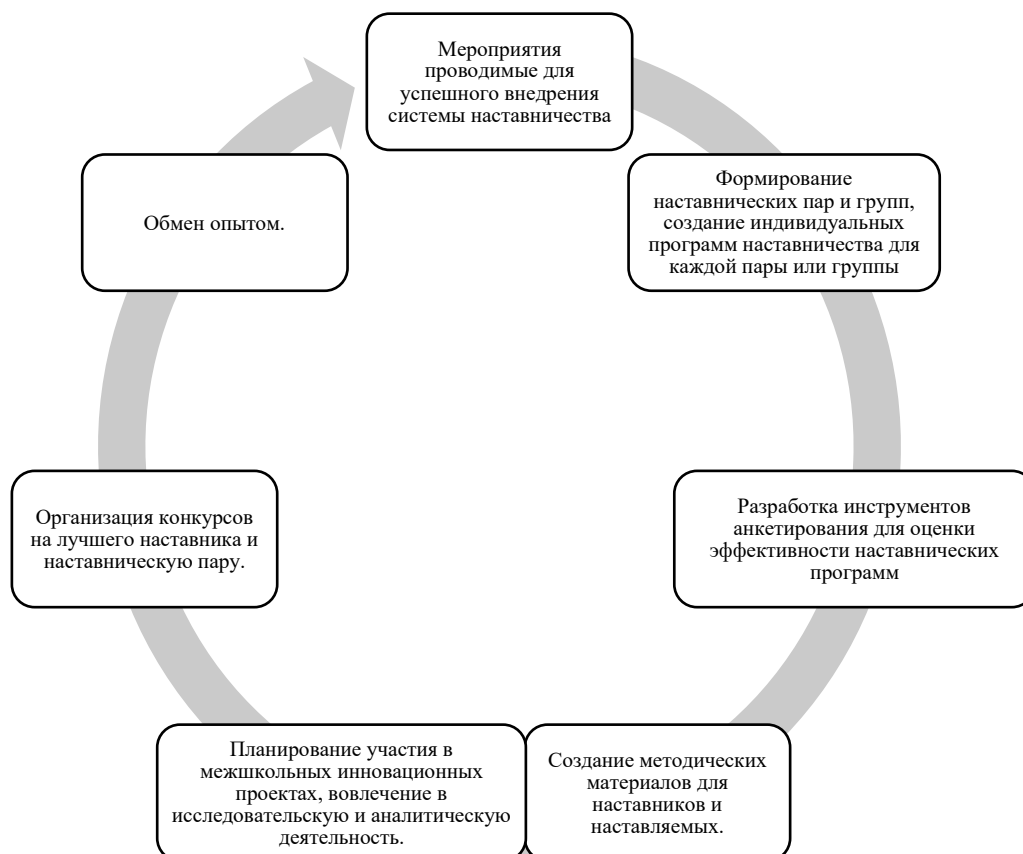 Мероприятия
проводимые для
успешного внедрения
системы наставничества
Формирование
наставнических пар и групп,
создание индивидуальных
программ наставничества для
каждой пары или группы
Разработка инструментов
анкетирования для оценки
эффективности наставнических
программ
Создание методических
материалов для
наставников и
наставляемых.
Планирование участия в
межшкольных инновационных
проектах, вовлечение в
исследовательскую и аналитическую
деятельность.
Организация конкурсов
на лучшего наставника и
наставническую пару.
Обмен опытом.